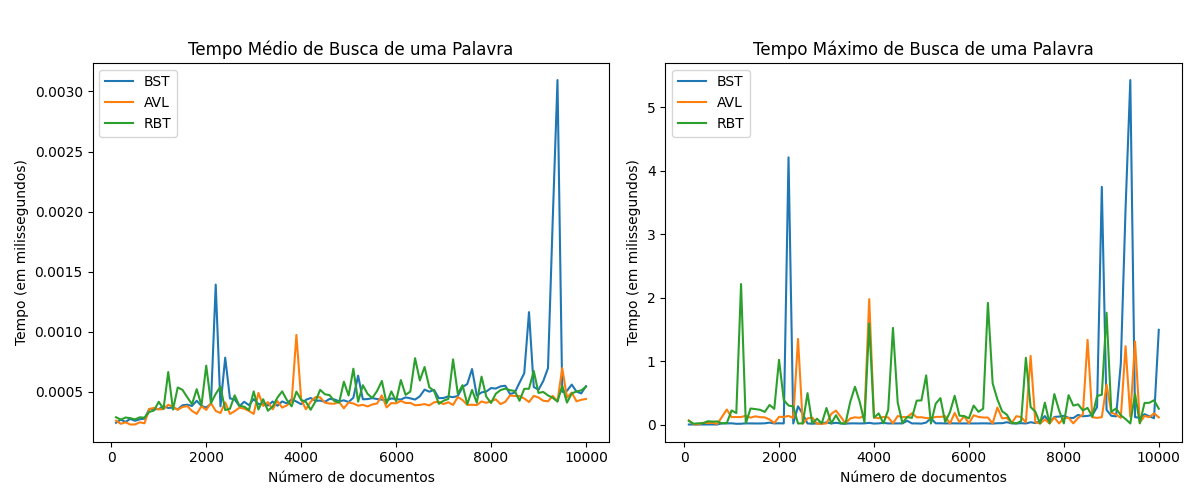 Tempo Médio de Busca de uma Palavra
BST
AVL
RBT
0.0030
0.0025
0.0020
0.0015
0.0010
0.0005
Tempo (em milissegundos)
0 2000 4000 6000 8000 10000
Número de documentos
Tempo Máximo de Busca de uma Palavra
BST
AVL
RBT
5
4
3
2
1
0
Tempo (em milissegundos)
0 2000 4000 6000 8000 10000
Número de documentos